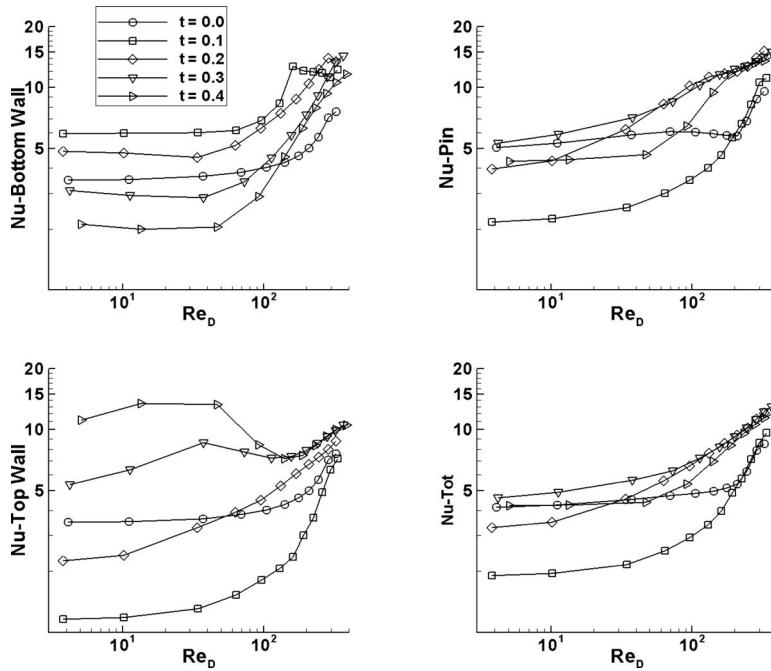 20
15
10
5
Nu-Bottom Wall
t = 0.0
t = 0.1
t = 0.2
t = 0.3
t = 0.4
10¹
10²
Re_D
20
15
10
5
Nu-Pin
10¹
10²
Re_D
20
15
10
5
Nu-Top Wall
10¹
10²
Re_D
20
15
10
5
Nu-Tot
10¹
10²
Re_D